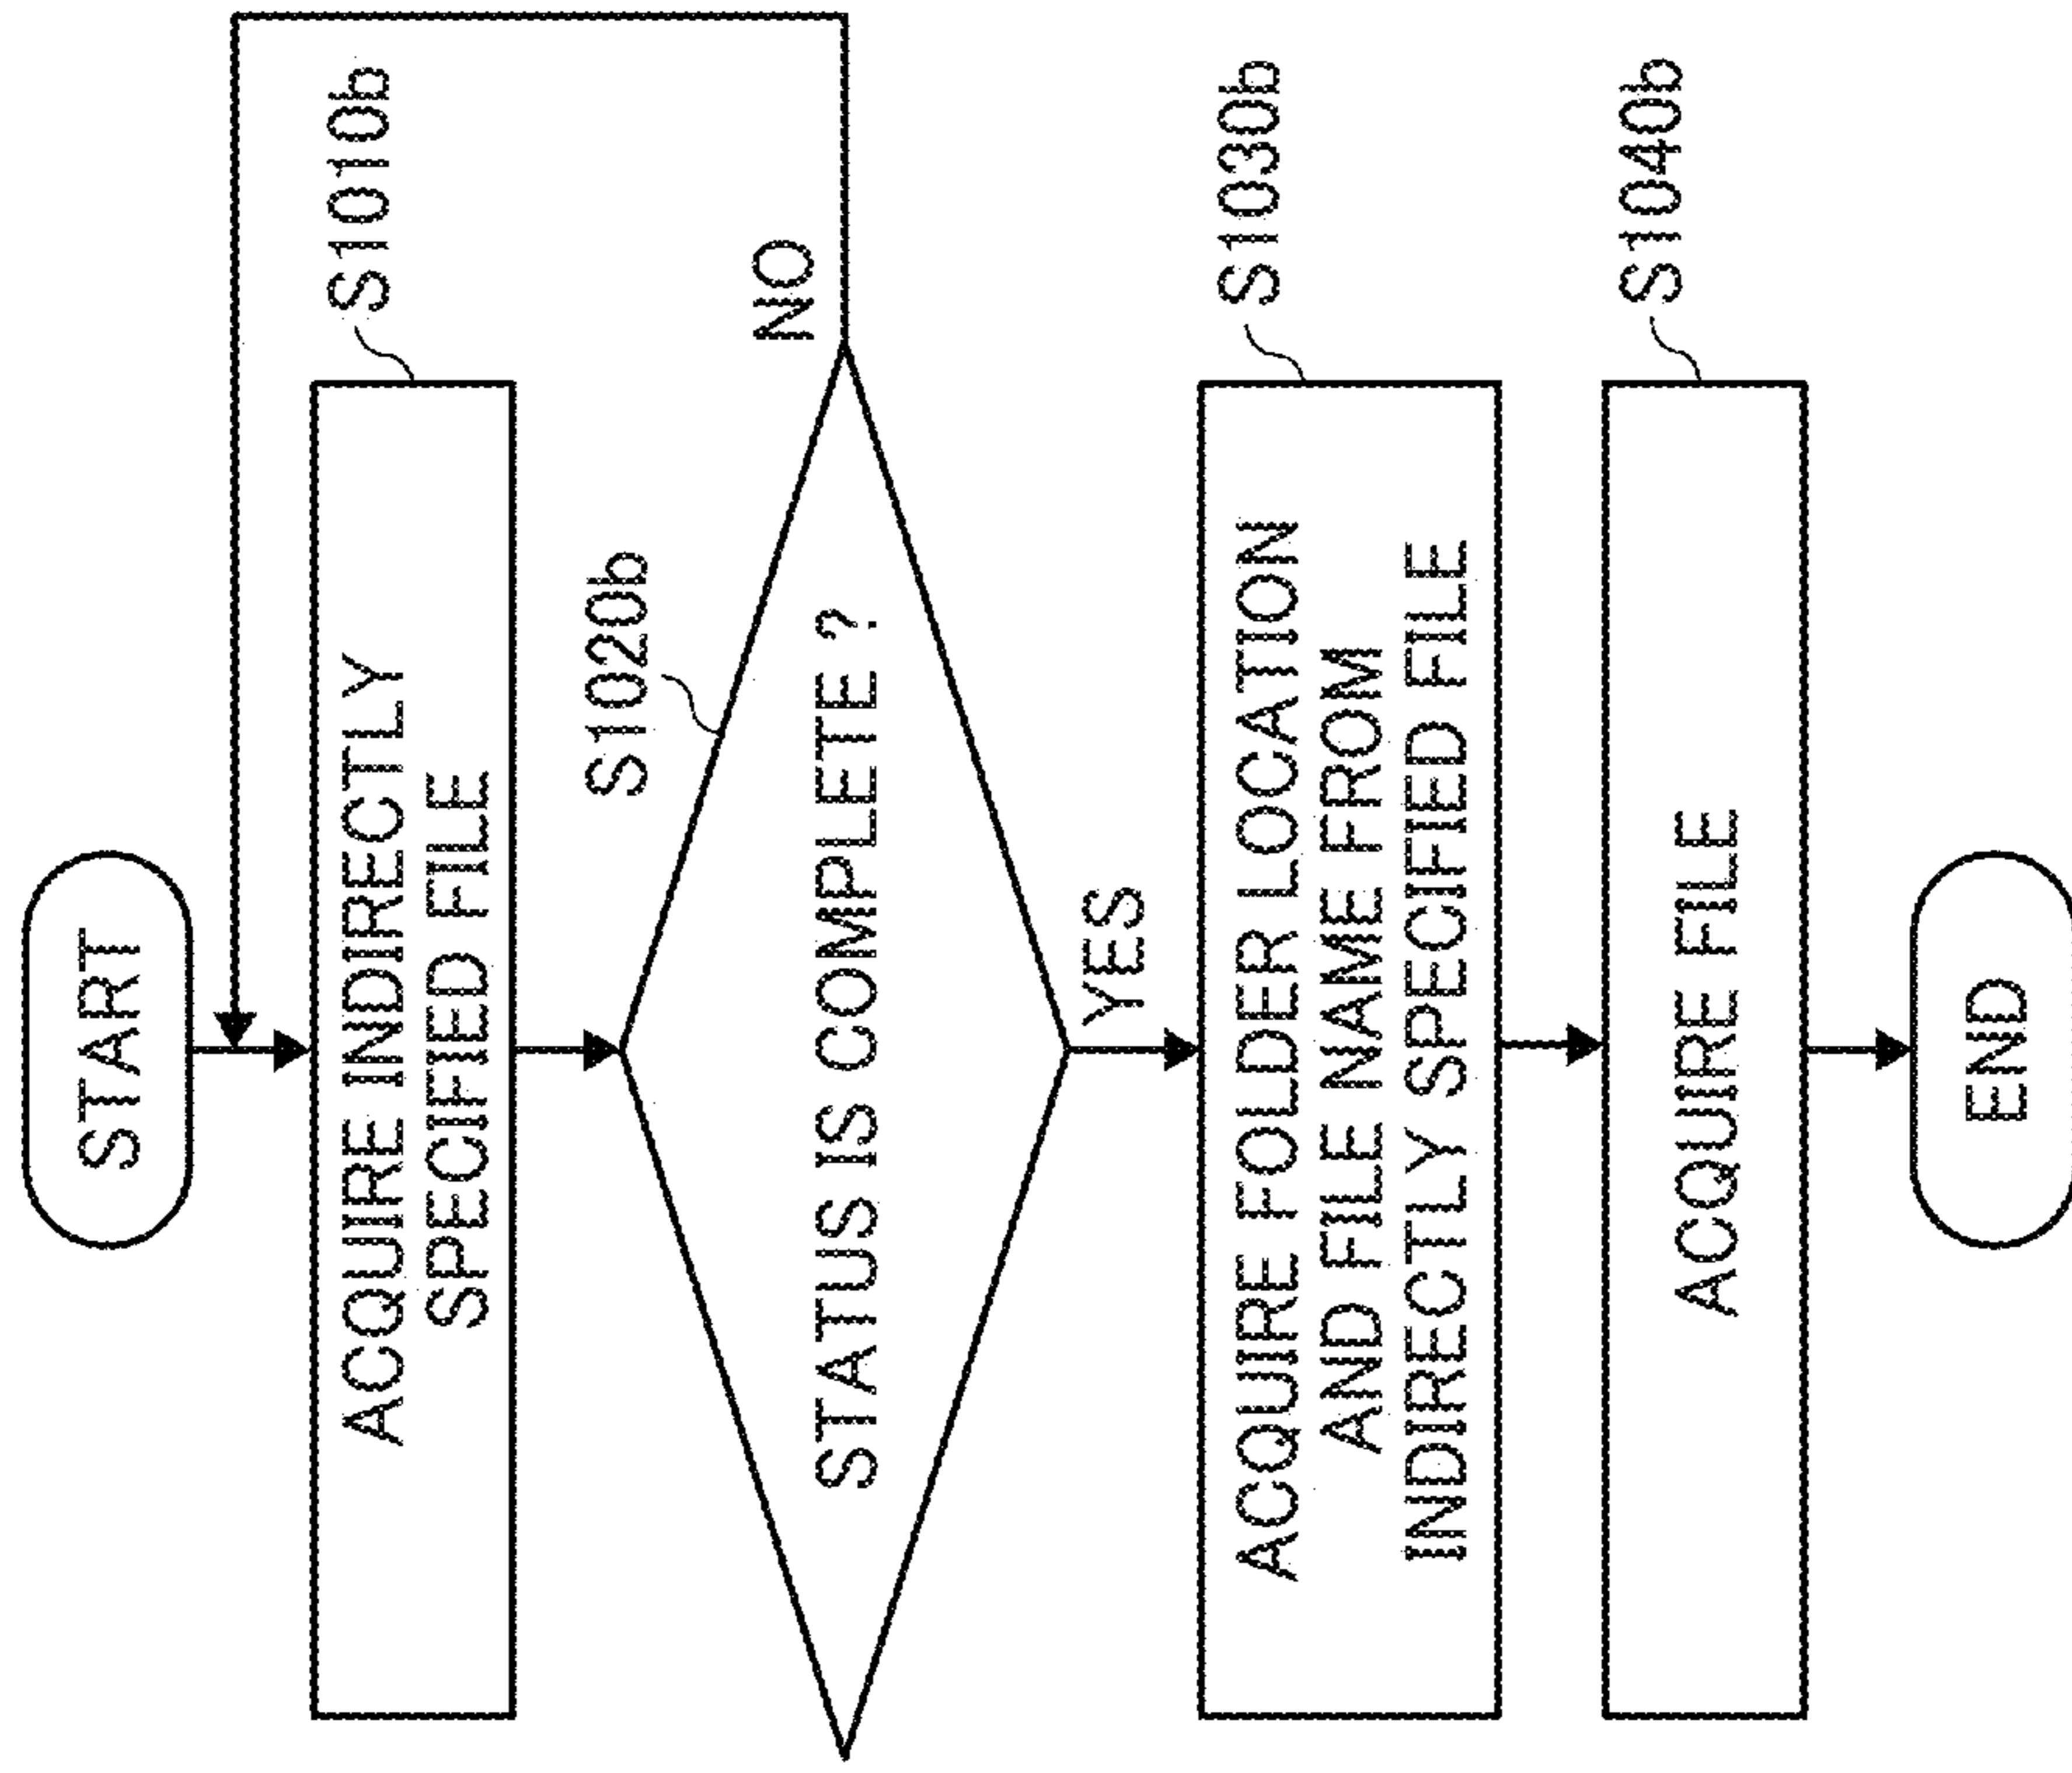 START
S1010b
ACQUIRE INDIRECTLY
SPECIFIED FILE
S1020b
STATUS IS COMPLETE ?
NO
YES
S1030b
ACQUIRE FOLDER LOCATION
AND FILE NAME FROM
INDIRECTLY SPECIFIED FILE
S1040b
ACQUIRE FILE
END